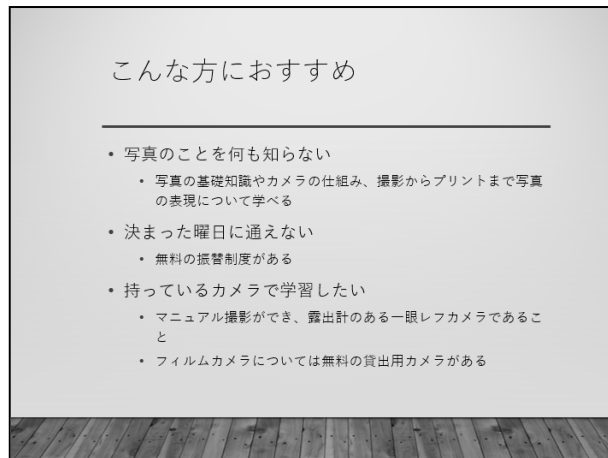 こんな方におすすめ
• 写真のことを何も知らない
• 写真の基礎知識やカメラの仕組み、撮影からプリントまで写真
の表現について学べる
• 決まった曜日に通えない
• 無料の振替制度がある
• 持っているカメラで学習したい
• マニュアル撮影ができ、露出計のある一眼レフカメラであるこ
と
• フィルムカメラについては無料の貸出用カメラがある